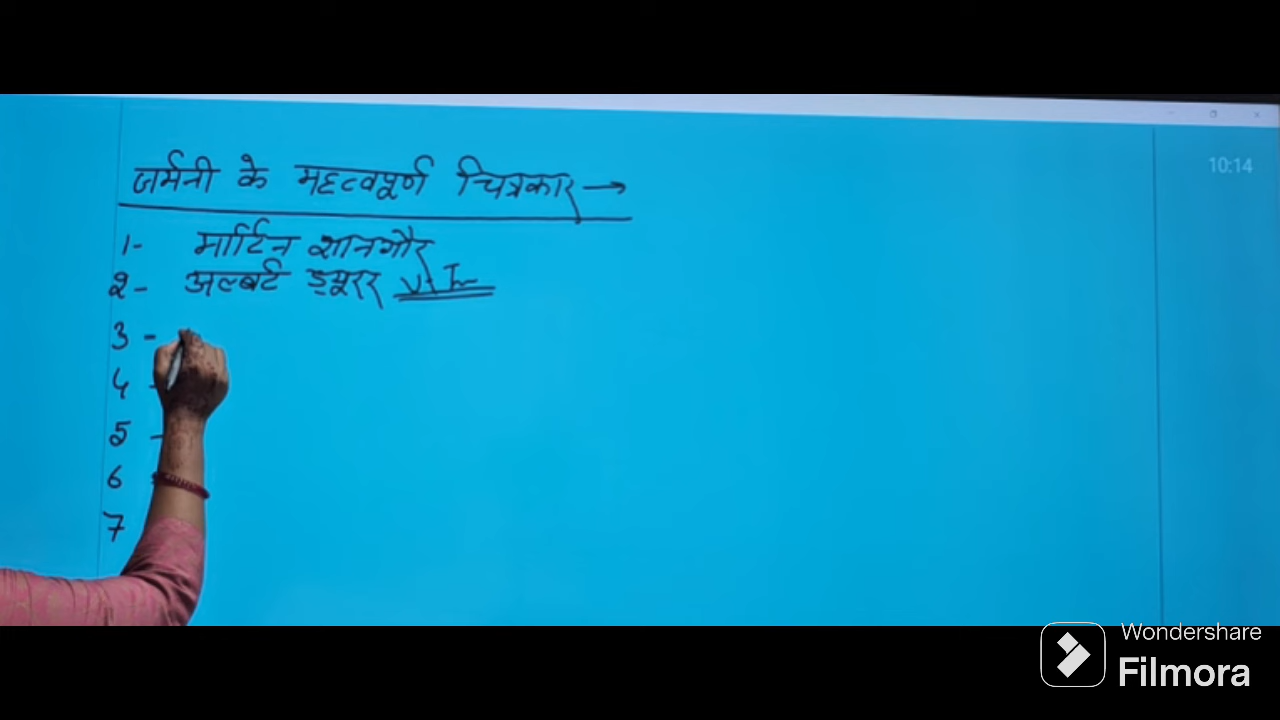 जर्मनी के महत्वपूर्ण चित्रकार →
1- मार्टिन शानगौर
2- अल्बर्ट ड्यूरर V. Im
3 -
4 -
5 -
6 -
7
10:14
Wondershare
Filmora